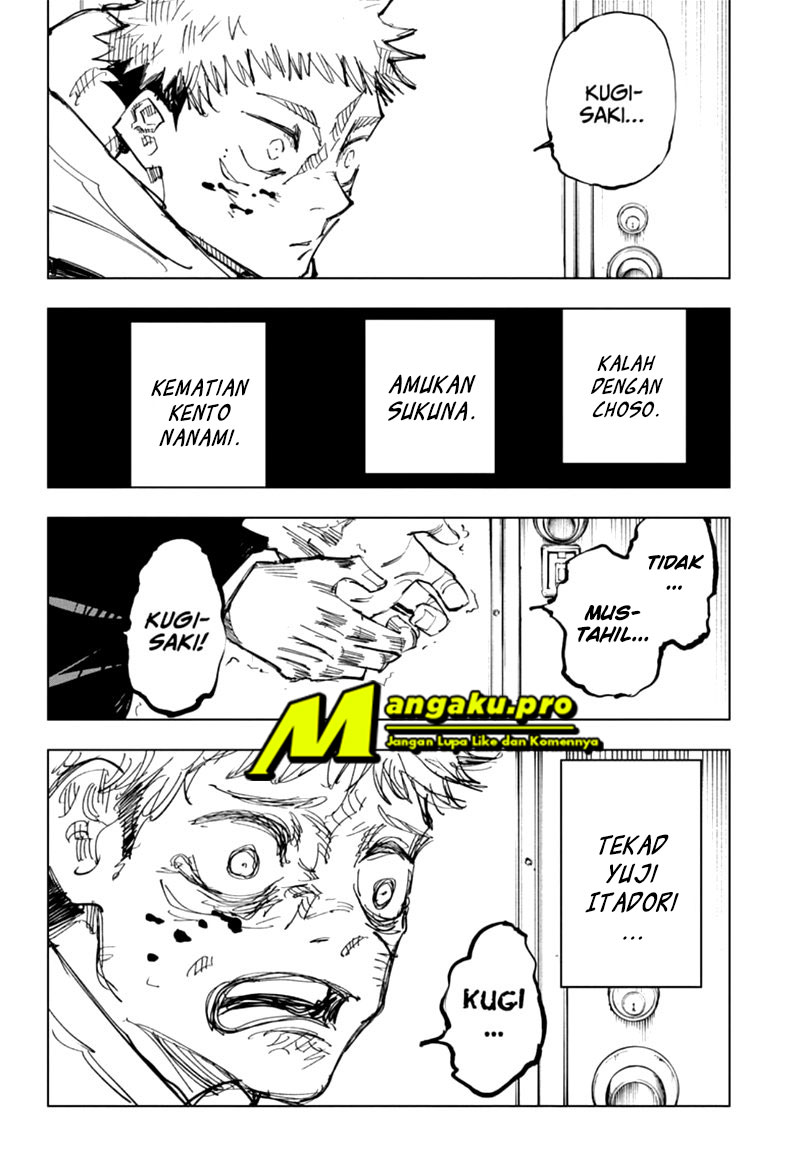 KUGI-
SAKI...
KALAH
DENGAN
CHOSO.
AMUKAN
SUKUNA.
KEMATIAN
KENTO
NANAMI.
TIDAK
...
MUS-
TAHIL...
KUGI-
SAKI!
Mangaku.pro
Jangan Lupa Like dan Komennya
TEKAD
YUJI
ITADORI
...
KUGI
...